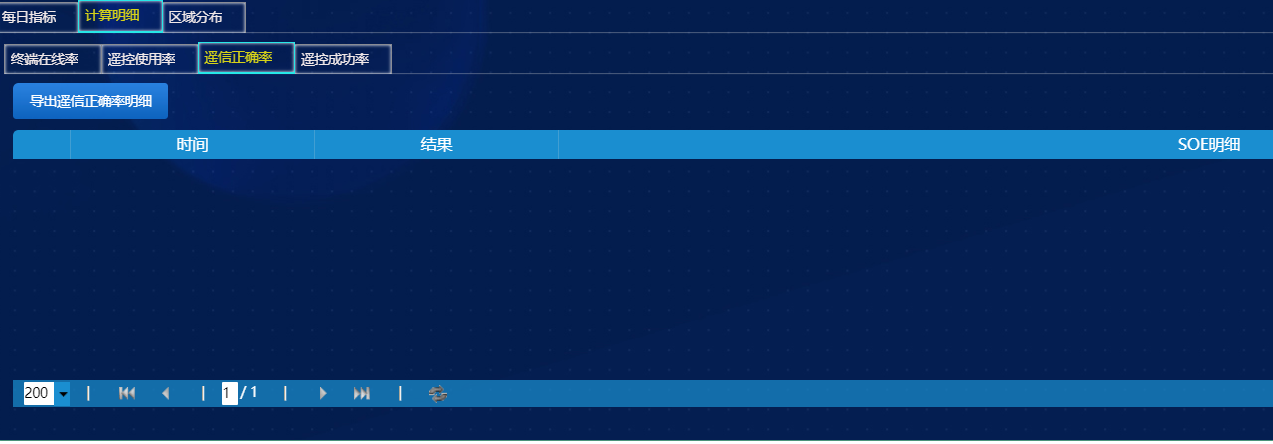 每日指标 计算明细 区域分布
终端在线率 遥控使用率 遥信正确率 遥控成功率
导出遥信正确率明细
时间 结果 SOE明细
200 1 / 1